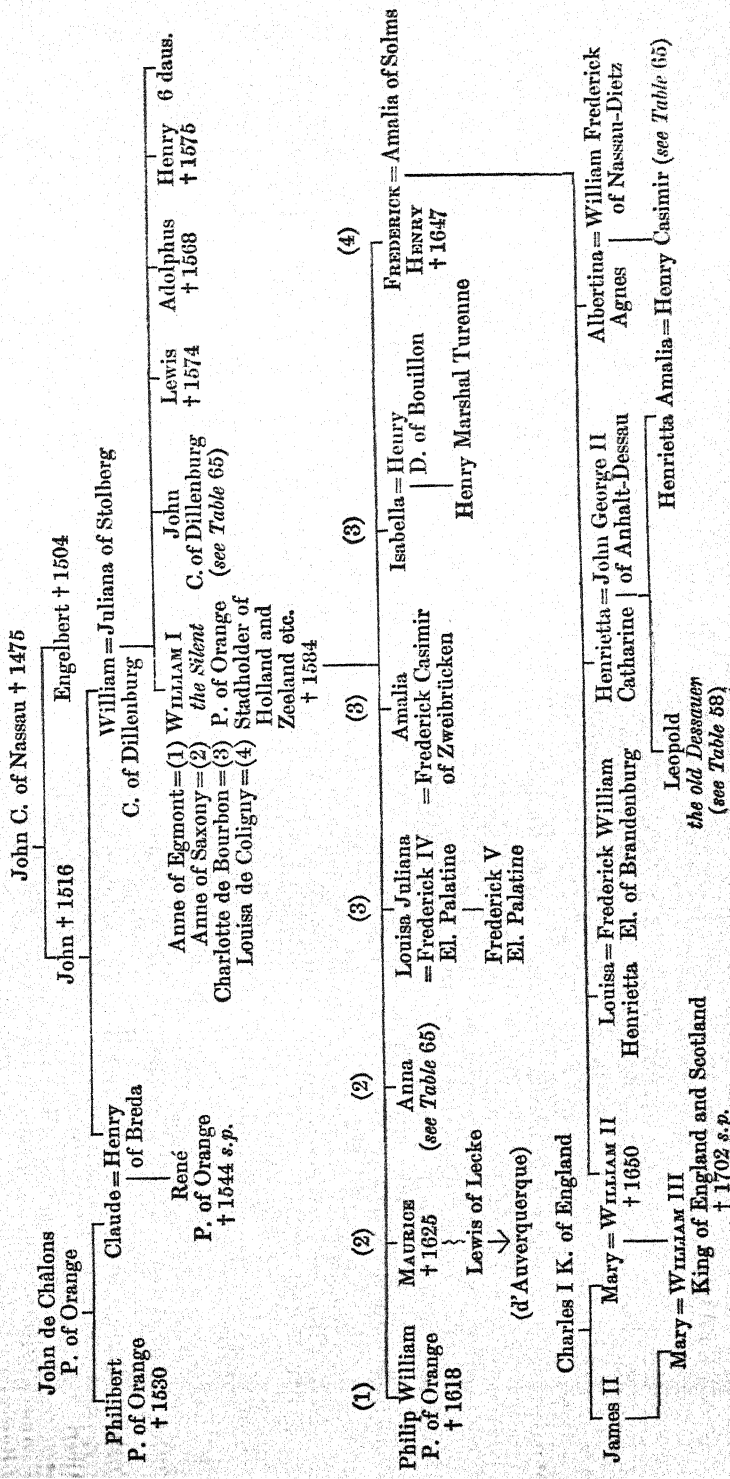 John de Châlons
P. of Orange
Philibert
P. of Orange
† 1530
Claude = Henry
of Breda
René
P. of Orange
† 1544 s.p.
John C. of Nassau † 1475
John † 1516
Engelbert † 1504
William = Juliana of Stolberg
C. of Dillenburg
Anne of Egmont = (1) WILLIAM I
Anne of Saxony = (2) the Silent
Charlotte de Bourbon = (3) P. of Orange
Louisa de Coligny = (4) Stadholder of
Holland and
Zeeland etc.
† 1584
John
C. of Dillenburg
(see Table 65)
Lewis
† 1574
Adolphus
† 1568
Henry
† 1575
6 daus.
(1)
Philip William
P. of Orange
† 1618
(2)
MAURICE
† 1625
Lewis of Lecke
(d'Auverquerque)
(2)
Anna
(see Table 65)
(3)
Louisa Juliana
= Frederick IV
El. Palatine
Frederick V
El. Palatine
(3)
Amalia
= Frederick Casimir
of Zweibrücken
(3)
Isabella = Henry
D. of Bouillon
Henry Marshal Turenne
(4)
FREDERICK = Amalia of Solms
HENRY
† 1647
Charles I K. of England
James II
Mary = WILLIAM II
† 1650
Mary = WILLIAM III
King of England and Scotland
† 1702 s.p.
Louisa = Frederick William
Henrietta El. of Brandenburg
Henrietta = John George II
Catharine of Anhalt-Dessau
Leopold
the old Dessauer
(see Table 58)
Albertina = William Frederick
Agnes of Nassau-Dietz
Henrietta Amalia = Henry Casimir (see Table 65)